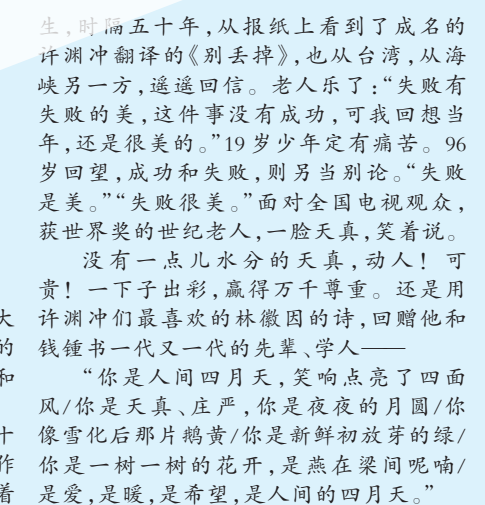 生，时隔五十年，从报纸上看到了成名的
许渊冲翻译的《别丢掉》，也从台湾，从海
峡另一方，遥遥回信。老人乐了：“失败有
失败的美，这件事没有成功，可我回想当
年，还是很美的。”19岁少年定有痛苦。96
岁回望，成功和失败，则另当别论。“失败
是美。”“失败很美。”面对全国电视观众，
获世界奖的世纪老人，一脸天真，笑着说。
没有一点儿水分的天真，动人！可
贵！一下子出彩，赢得万千尊重。还是用
大 许渊冲们最喜欢的林徽因的诗，回赠他和
的 钱锺书一代又一代的先辈、学人——
和 “你是人间四月天，笑响点亮了四面
风/你是天真、庄严，你是夜夜的月圆/你
十 像雪化后那片鹅黄/你是新鲜初放芽的绿/
作 你是一树一树的花开，是燕在梁间呢喃/
着 是爱，是暖，是希望，是人间的四月天。”